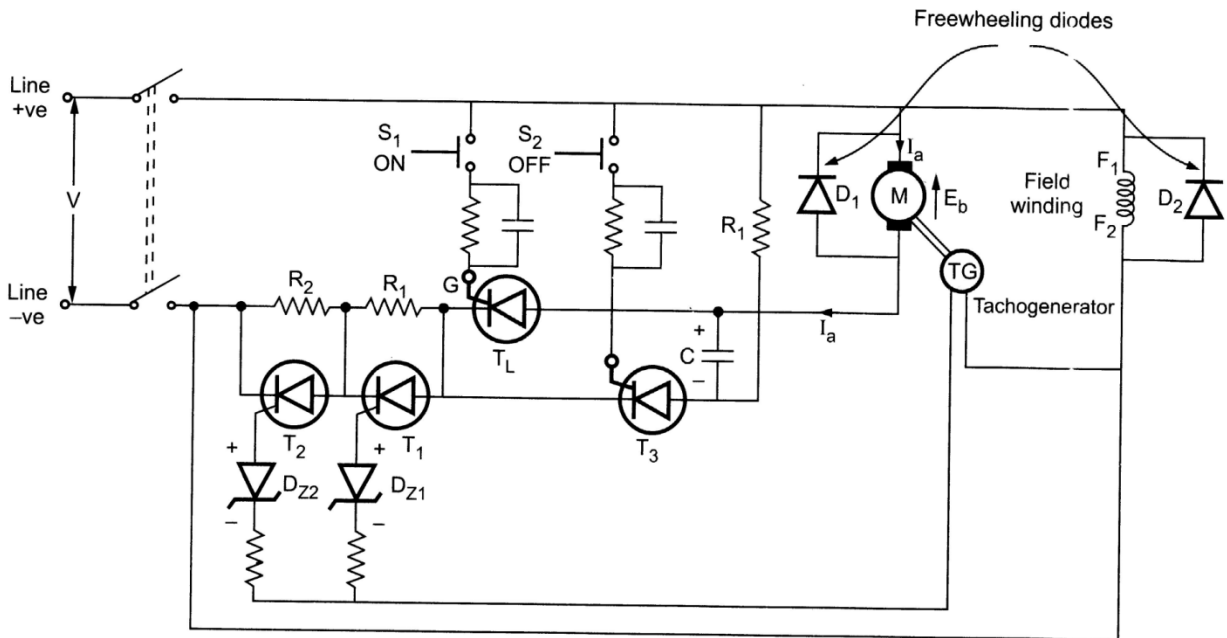 Freewheeling diodes
Line
+ve
S1
ON
S2
OFF
Ia
F1
D1
M
Eb
Field
winding
D2
V
R1
F2
TG
Line
–ve
R2
R1
G
Tachogenerator
+
Ia
TL
C
–
T2
T1
T3
+
+
DZ2
DZ1
–
–